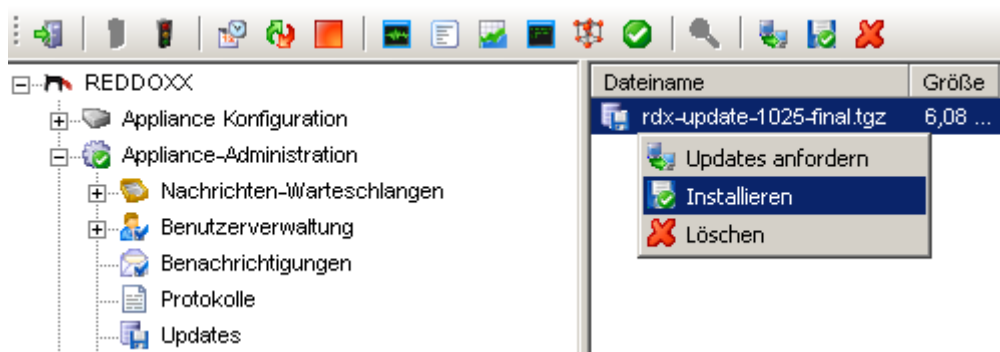 REDDOXX
Appliance Konfiguration
Appliance-Administration
Nachrichten-Warteschlangen
Benutzerverwaltung
Benachrichtigungen
Protokolle
Updates
Dateiname Größe
rdx-update-1025-final.tgz 6,08 ...
Updates anfordern
Installieren
Löschen